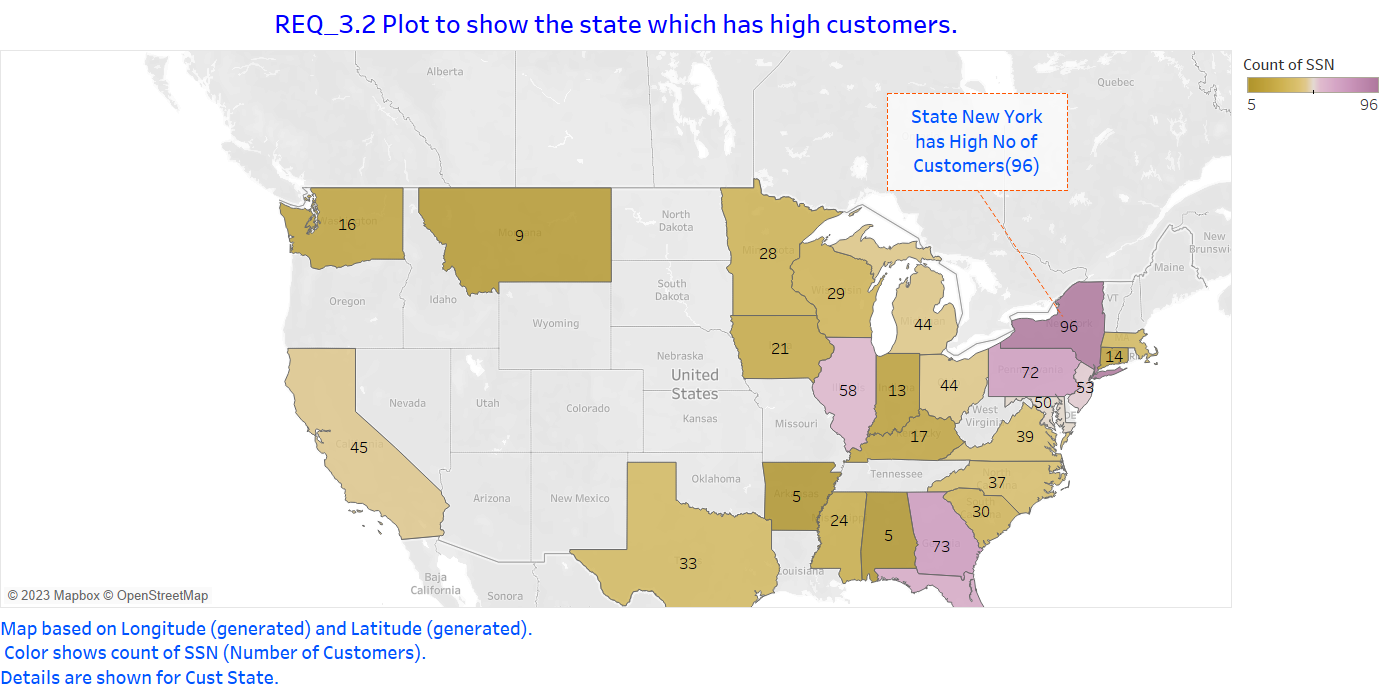 REQ_3.2 Plot to show the state which has high customers.
Count of SSN
5 96
Alberta
Quebec
State New York
has High No of
Customers(96)
16
9
North
Dakota
28
New
Maine
South
Dakota
29
Oregon
Idaho
Wyoming
44
96
VT
21
14
Nebraska
United
States
58
13
44
72
53
Nevada
Utah
Colorado
Kansas
Missouri
West
Virginia
50
DE
45
17
39
Arizona
New Mexico
Oklahoma
5
Tennessee
37
24
5
30
73
33
Louisiana
Baja
California
Sonora
© 2023 Mapbox © OpenStreetMap
Map based on Longitude (generated) and Latitude (generated).
Color shows count of SSN (Number of Customers).
Details are shown for Cust State.